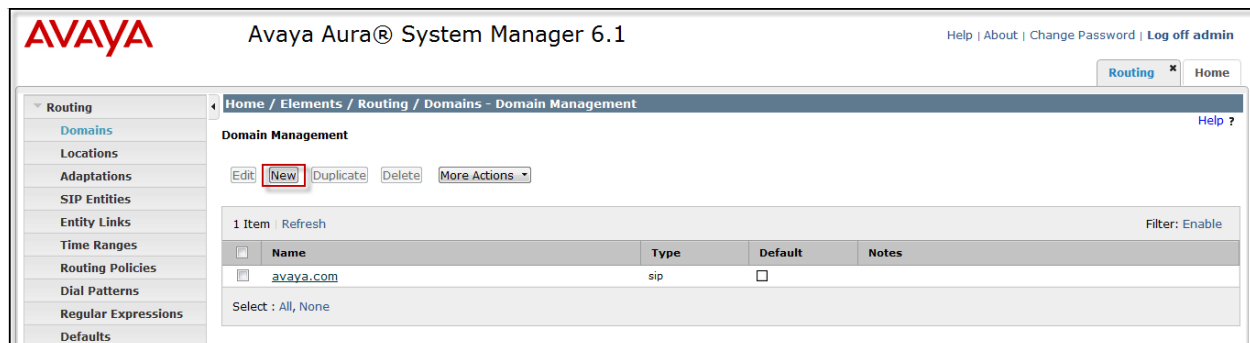 AVAYA
Avaya Aura® System Manager 6.1
Help | About | Change Password | Log off admin
Routing × Home
Routing
Domains
Locations
Adaptations
SIP Entities
Entity Links
Time Ranges
Routing Policies
Dial Patterns
Regular Expressions
Defaults
Home / Elements / Routing / Domains - Domain Management
Help ?
Domain Management
Edit New Duplicate Delete More Actions
1 Item | Refresh Filter: Enable
Name Type Default Notes
avaya.com sip
Select : All, None